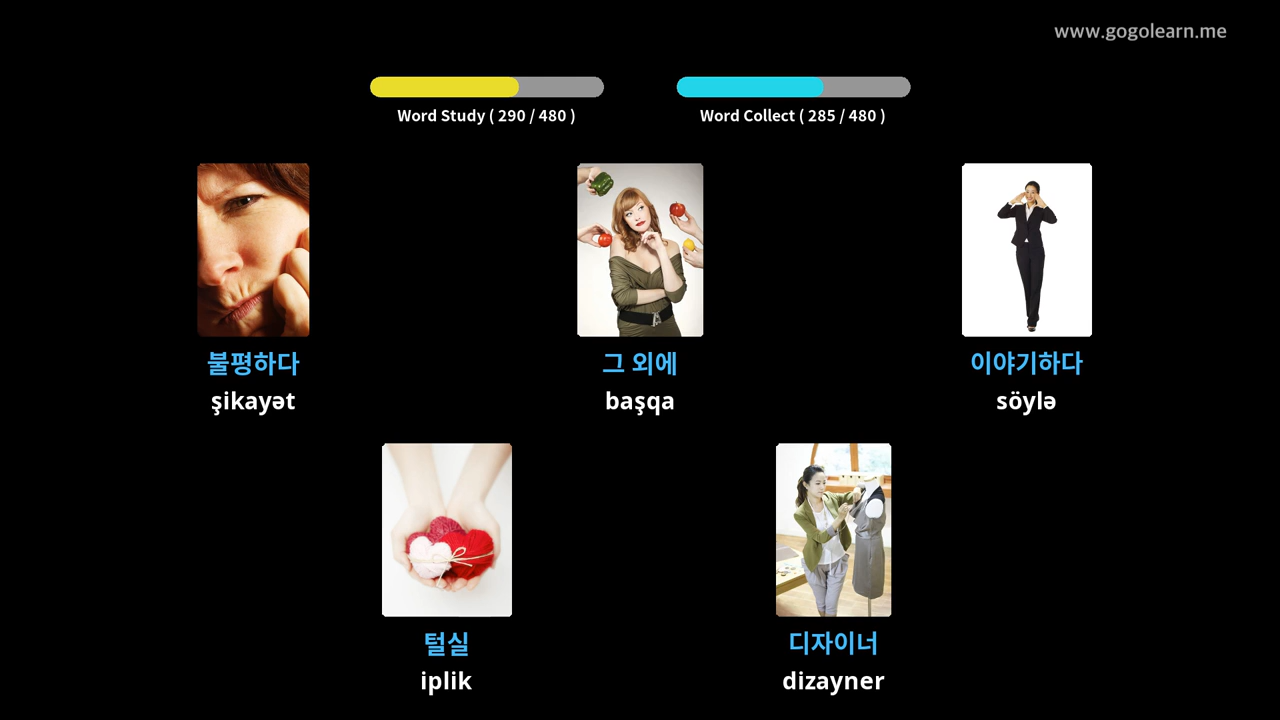 www.gogolearn.me
Word Study ( 290 / 480 )
Word Collect ( 285 / 480 )
불평하다
şikayət
그 외에
başqa
이야기하다
söylə
털실
iplik
디자이너
dizayner